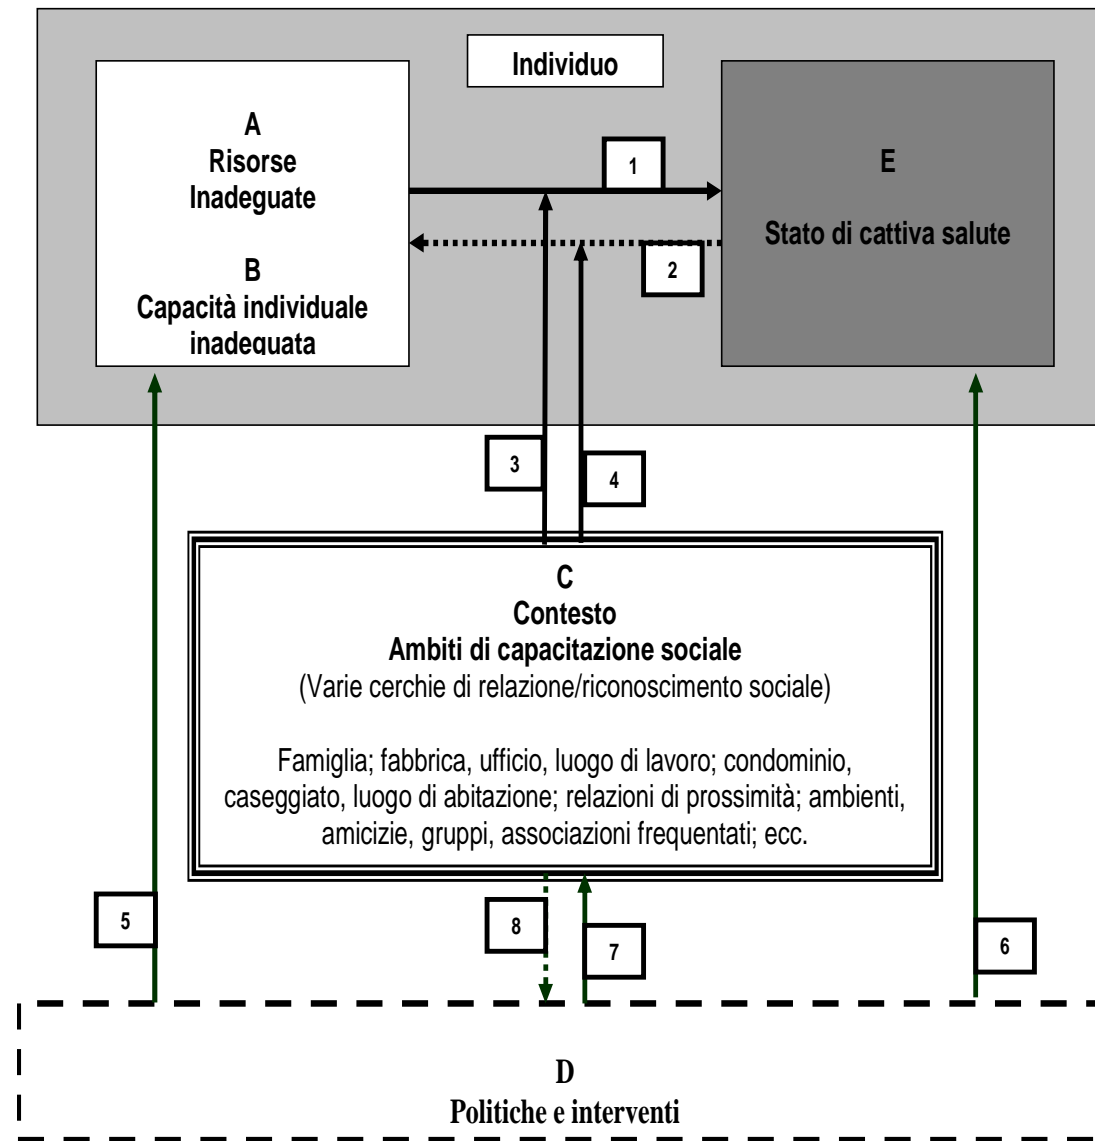 Individuo
A
Risorse
Inadeguate
B
Capacità individuale
inadeguata
1
2
E
Stato di cattiva salute
3
4
C
Contesto
Ambiti di capacitazione sociale
(Varie cerchie di relazione/riconoscimento sociale)
Famiglia; fabbrica, ufficio, luogo di lavoro; condominio,
caseggiato, luogo di abitazione; relazioni di prossimità; ambienti,
amicizie, gruppi, associazioni frequentati; ecc.
5
8
7
6
D
Politiche e interventi